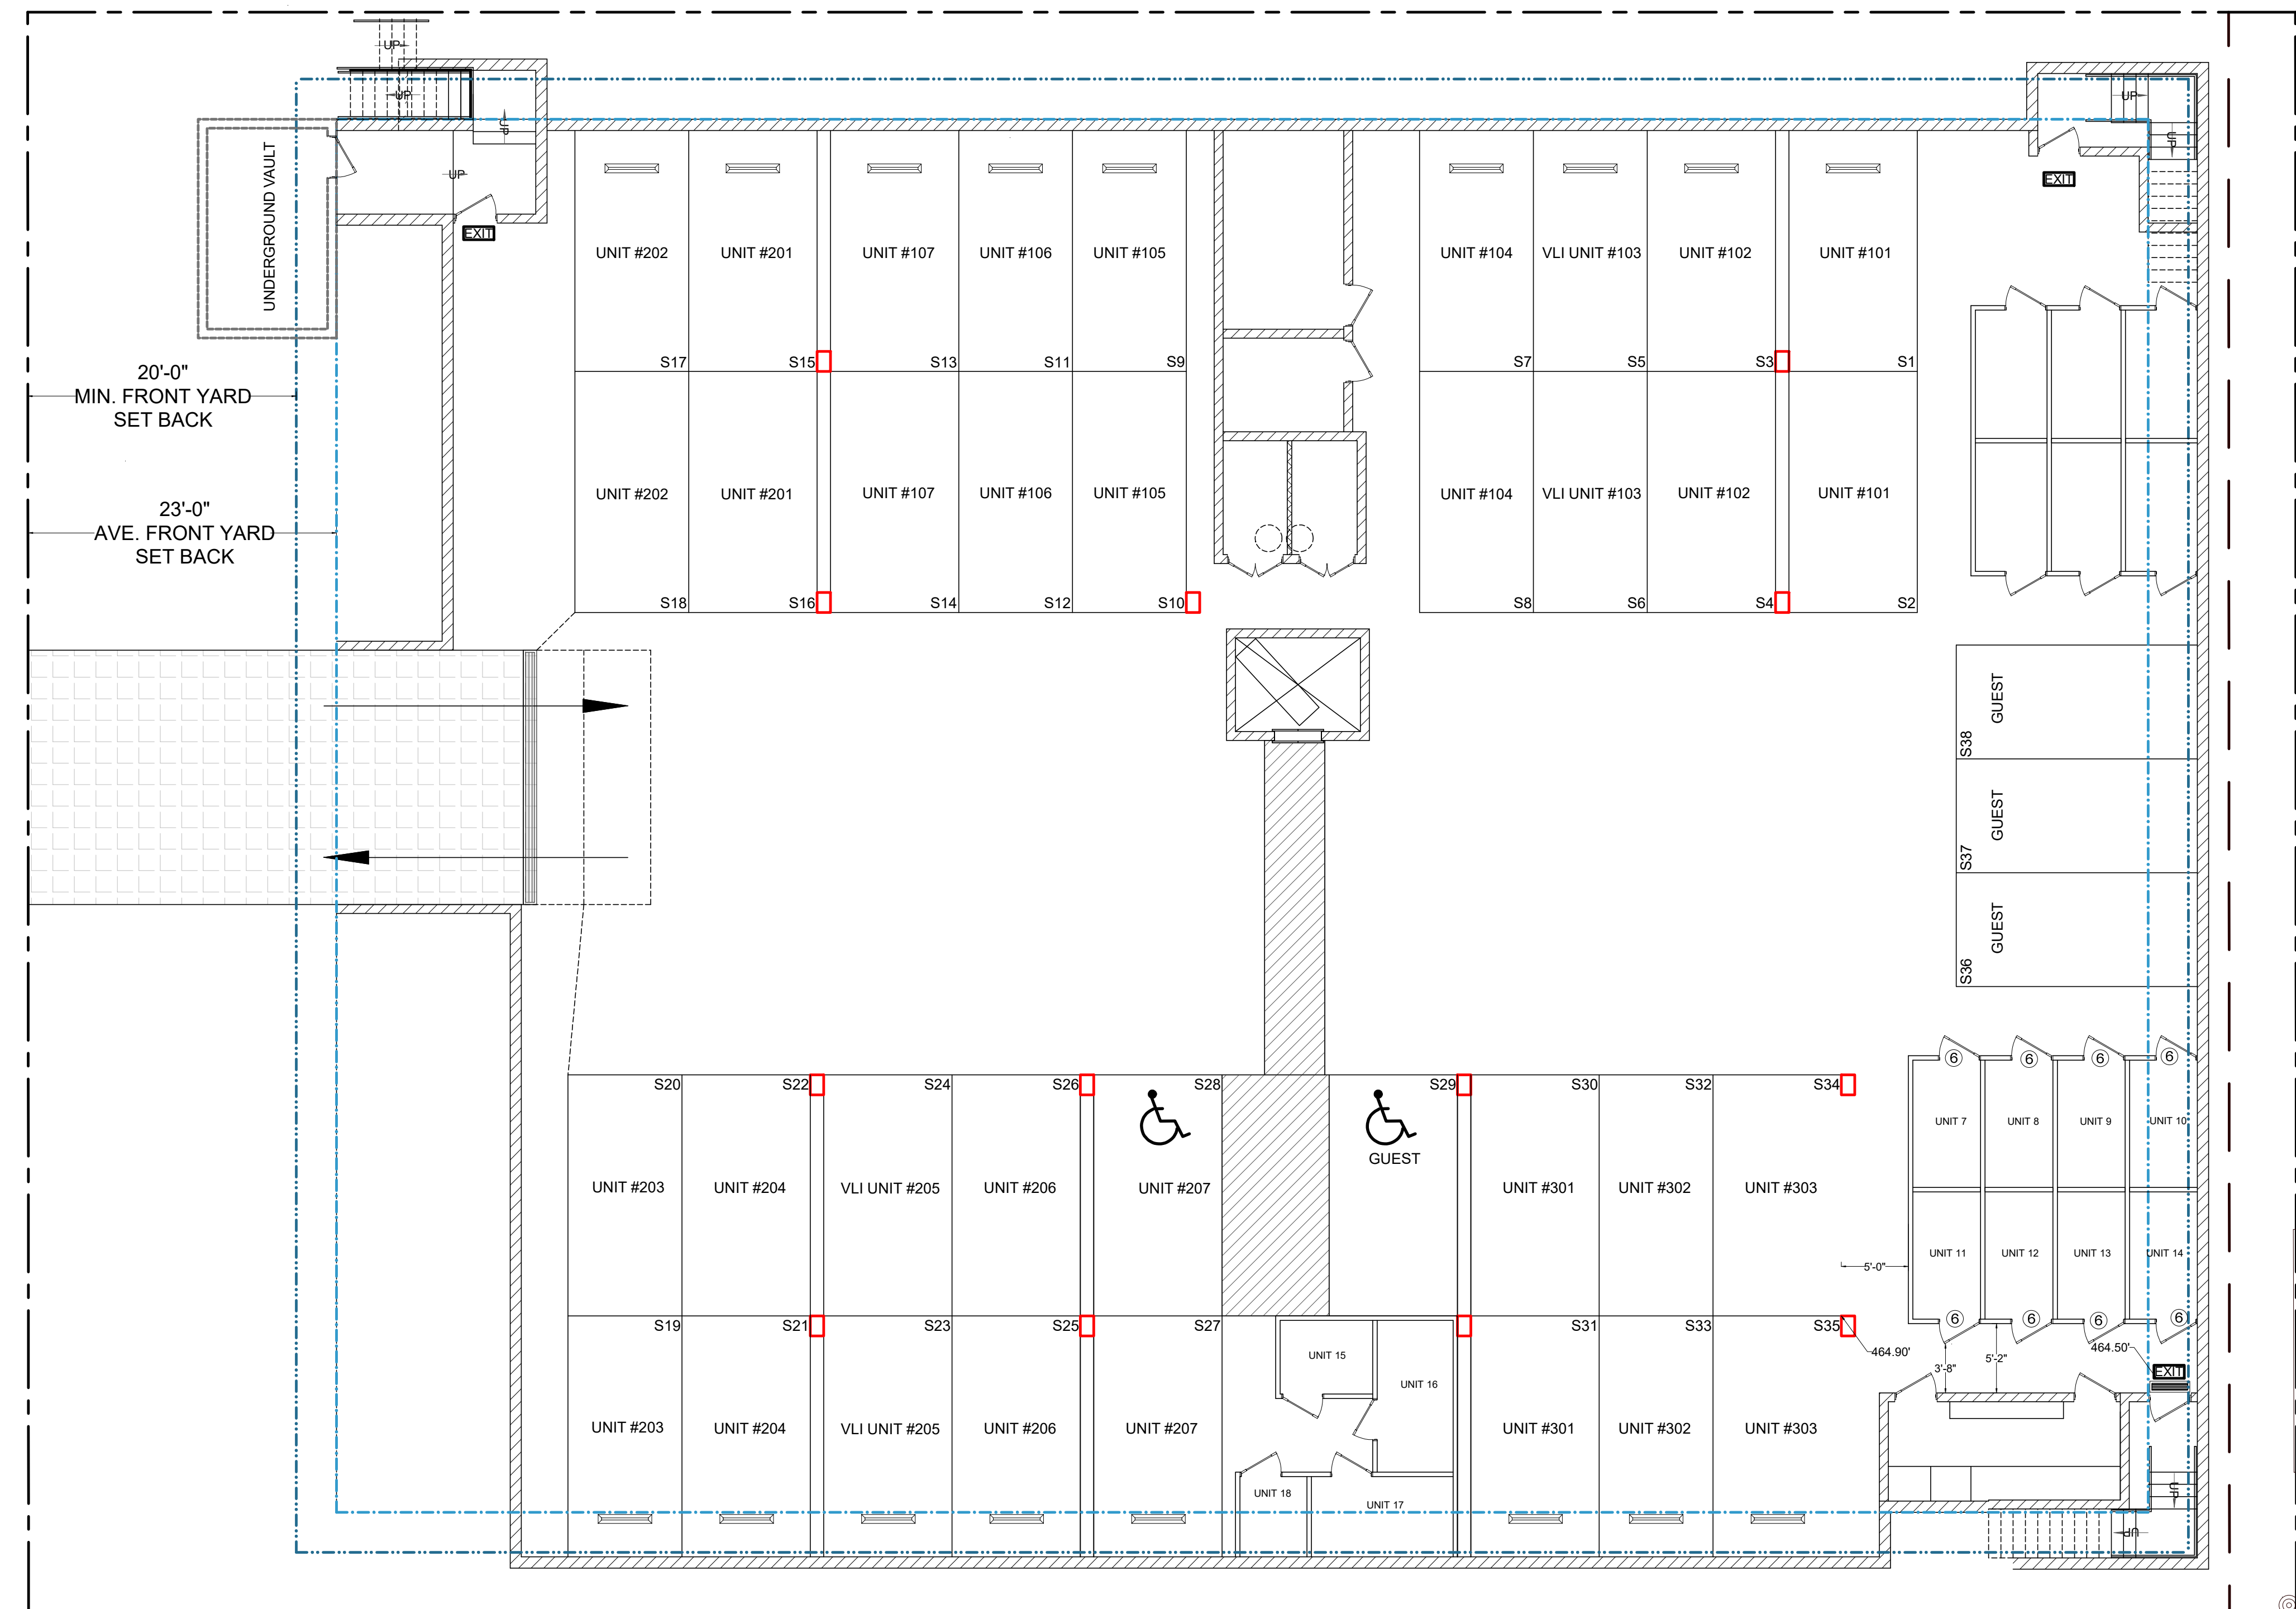 UP
UP
UP
UP
UP
UP
UNDERGROUND VAULT
EXIT
EXIT
UNIT #202
UNIT #201
UNIT #107
UNIT #106
UNIT #105
UNIT #104
VLI UNIT #103
UNIT #102
UNIT #101
S17
S15
S13
S11
S9
S7
S5
S3
S1
20'-0"
MIN. FRONT YARD
SET BACK
UNIT #202
UNIT #201
UNIT #107
UNIT #106
UNIT #105
UNIT #104
VLI UNIT #103
UNIT #102
UNIT #101
23'-0"
AVE. FRONT YARD
SET BACK
S18
S16
S14
S12
S10
S8
S6
S4
S2
GUEST
S38
GUEST
S37
GUEST
S36
S20
S22
S24
S26
S28
S29
S30
S32
S34
6
6
6
6
UNIT 7
UNIT 8
UNIT 9
UNIT 10
GUEST
UNIT #203
UNIT #204
VLI UNIT #205
UNIT #206
UNIT #207
UNIT #301
UNIT #302
UNIT #303
UNIT 11
UNIT 12
UNIT 13
UNIT 14
5'-0"
S19
S21
S23
S25
S27
S31
S33
S35
6
6
6
6
464.90'
464.50'
3'-8"
5'-2"
EXIT
UNIT 15
UNIT 16
UNIT #203
UNIT #204
VLI UNIT #205
UNIT #206
UNIT #207
UNIT #301
UNIT #302
UNIT #303
UNIT 18
UNIT 17
UP
UP